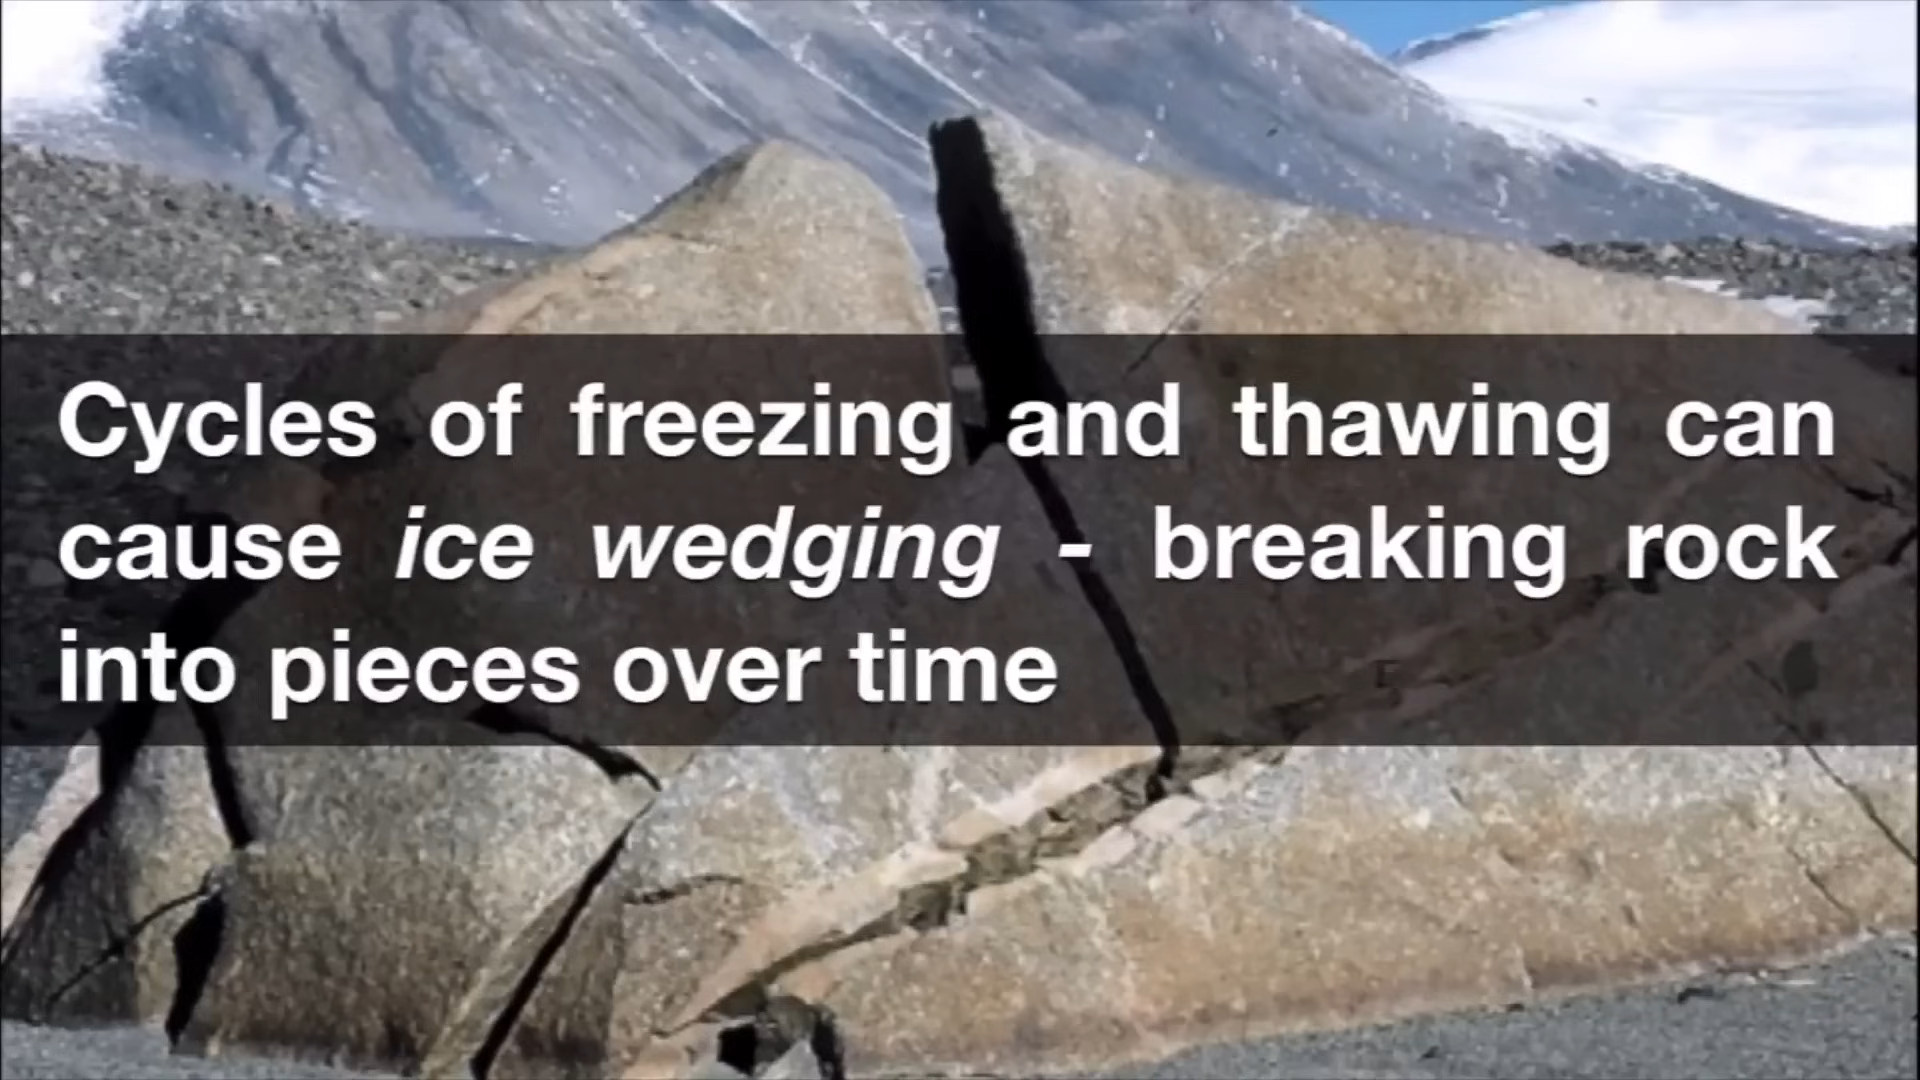 Cycles of freezing and thawing can
cause ice wedging - breaking rock
into pieces over time